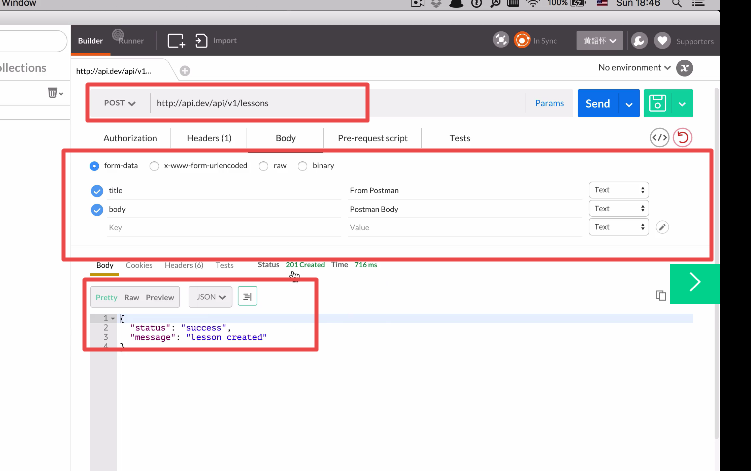 Window
100%
Sun 18:46
Builder
Runner
Import
In Sync
Supporters
ollections
http://api.dev/api/v1...
No environment
POST
http://api.dev/api/v1/lessons
Params
Send
Authorization
Headers (1)
Body
Pre-request script
Tests
form-data
x-www-form-urlencoded
raw
binary
title
From Postman
Text
body
Postman Body
Text
Key
Value
Text
Body
Cookies
Headers (6)
Tests
Status
201 Created
Time
716 ms
Pretty
Raw
Preview
JSON
1 {
2 "status": "success",
3 "message": "lesson created"
4 }